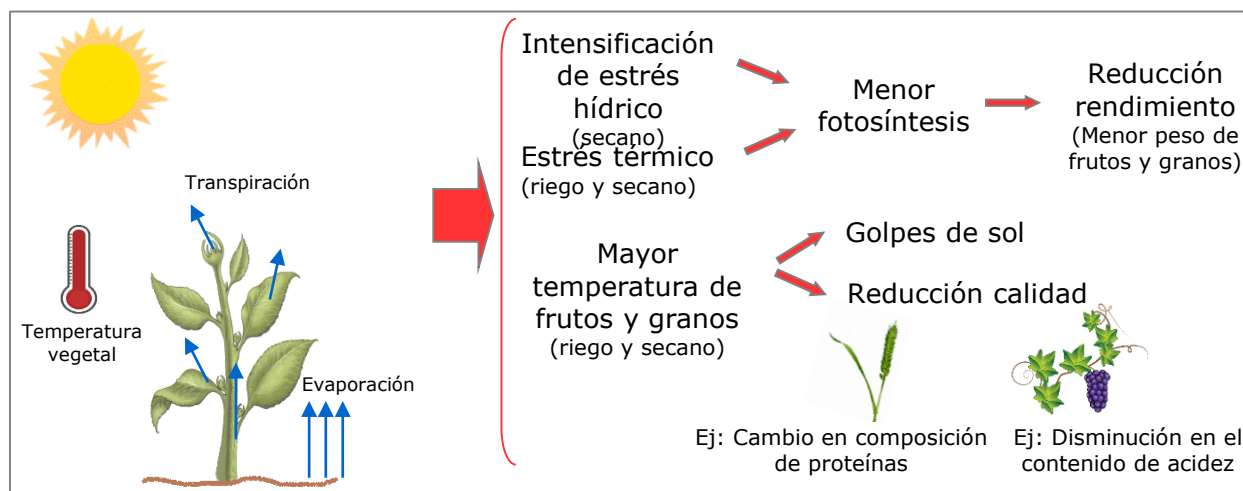 Transpiración
Temperatura
vegetal
Evaporación
Intensificación
de estrés
hídrico
(secano)
Estrés térmico
(riego y secano)
Menor
fotosíntesis
Reducción
rendimiento
(Menor peso de
frutos y granos)
Mayor
temperatura de
frutos y granos
(riego y secano)
Golpes de sol
Reducción calidad
Ej: Cambio en composición
de proteínas
Ej: Disminución en el
contenido de acidez